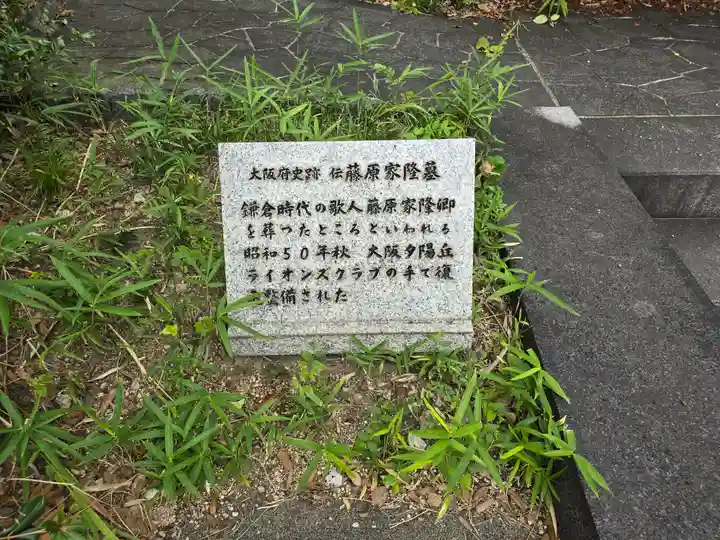 大阪府史跡 伝藤原家隆墓
鎌倉時代の歌人藤原家隆卿
を葬ったところといわれる
昭和50年秋 大阪夕陽丘
ライオンズクラブの手で復
整備された